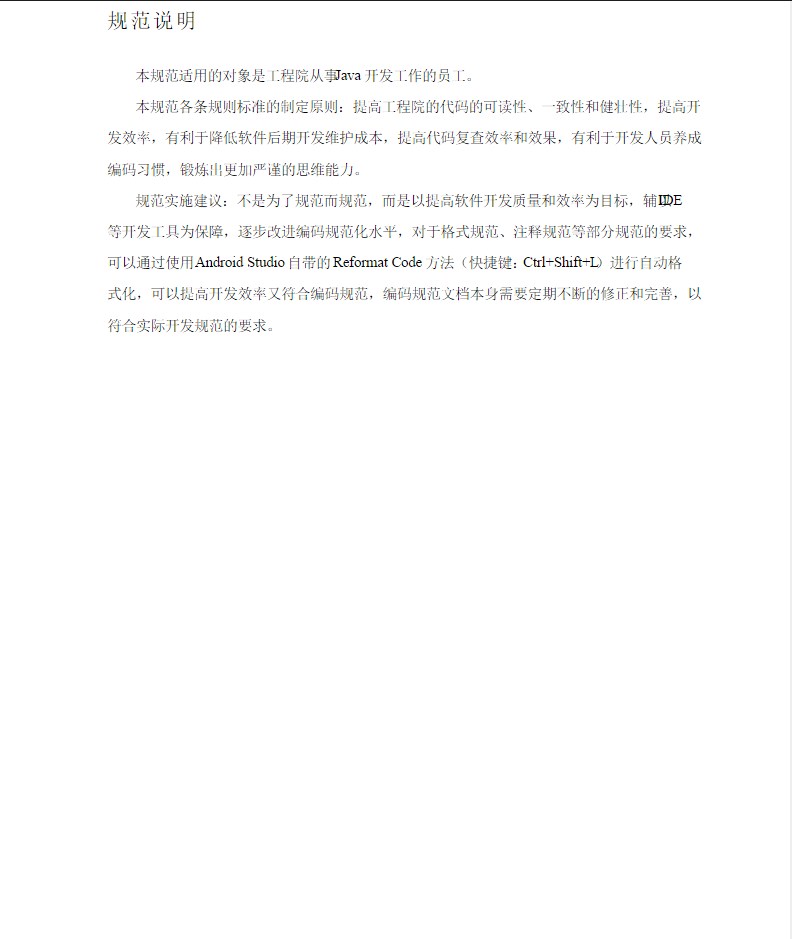 规范说明
本规范适用的对象是工程院从事Java 开发工作的员工。
本规范各条规则标准的制定原则：提高工程院的代码的可读性、一致性和健壮性，提高开
发效率，有利于降低软件后期开发维护成本，提高代码复查效率和效果，有利于开发人员养成
编码习惯，锻炼出更加严谨的思维能力。
规范实施建议：不是为了规范而规范，而是以提高软件开发质量和效率为目标，辅以IDE
等开发工具为保障，逐步改进编码规范化水平，对于格式规范、注释规范等部分规范的要求，
可以通过使用Android Studio 自带的 Reformat Code 方法（快捷键：Ctrl+Shift+L）进行自动格
式化，可以提高开发效率又符合编码规范，编码规范文档本身需要定期不断的修正和完善，以
符合实际开发规范的要求。